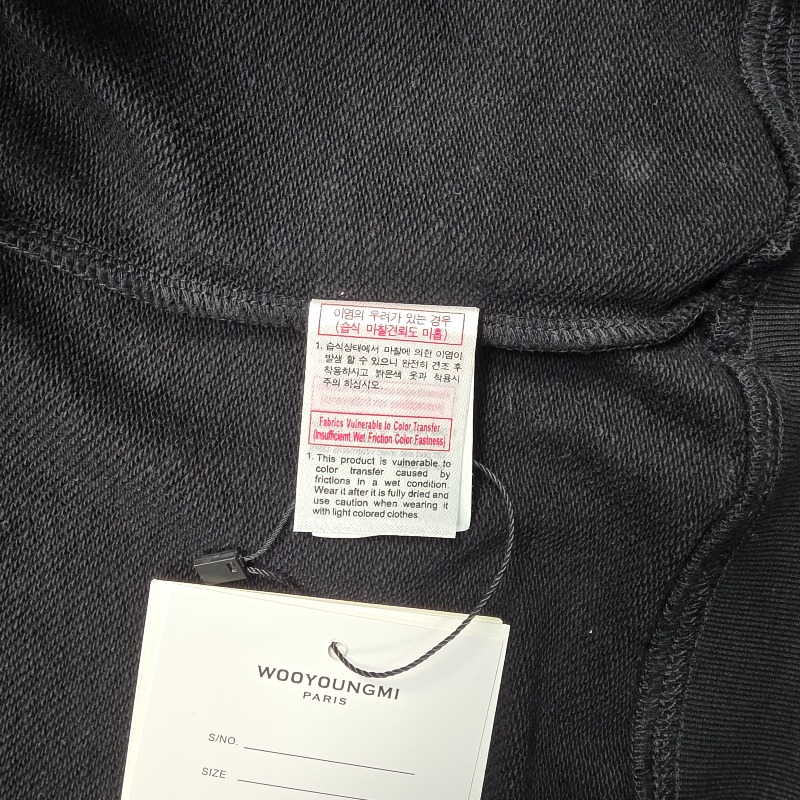 이염의 우려가 있는 경우
(습식 마찰견뢰도 미흡)
1. 습식상태에서 마찰에 의한 이염이
발생 할 수 있으니 완전히 건조 후
착용하시고 밝은색 옷과 착용시
주의 하십시오.
Fabrics Vulnerable to Color Transfer
(Insufficiemt Wet Friction Color Fastness)
1. This product is vulnerable to
color transfer caused by
frictions in a wet condition.
Wear it after it is fully dried and
use caution when wearing it
with light colored clothes.
WOOYOUNGMI
PARIS
S/NO.
SIZE